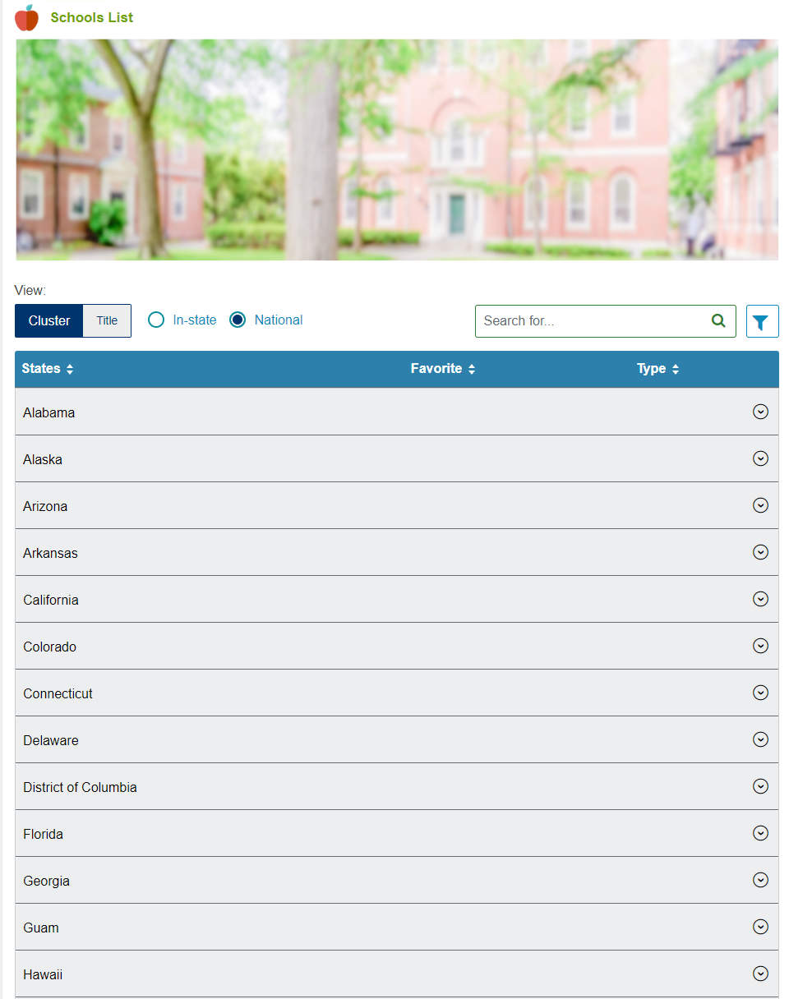 Schools List
View:
Cluster Title In-state National Search for...
States Favorite Type
Alabama
Alaska
Arizona
Arkansas
California
Colorado
Connecticut
Delaware
District of Columbia
Florida
Georgia
Guam
Hawaii